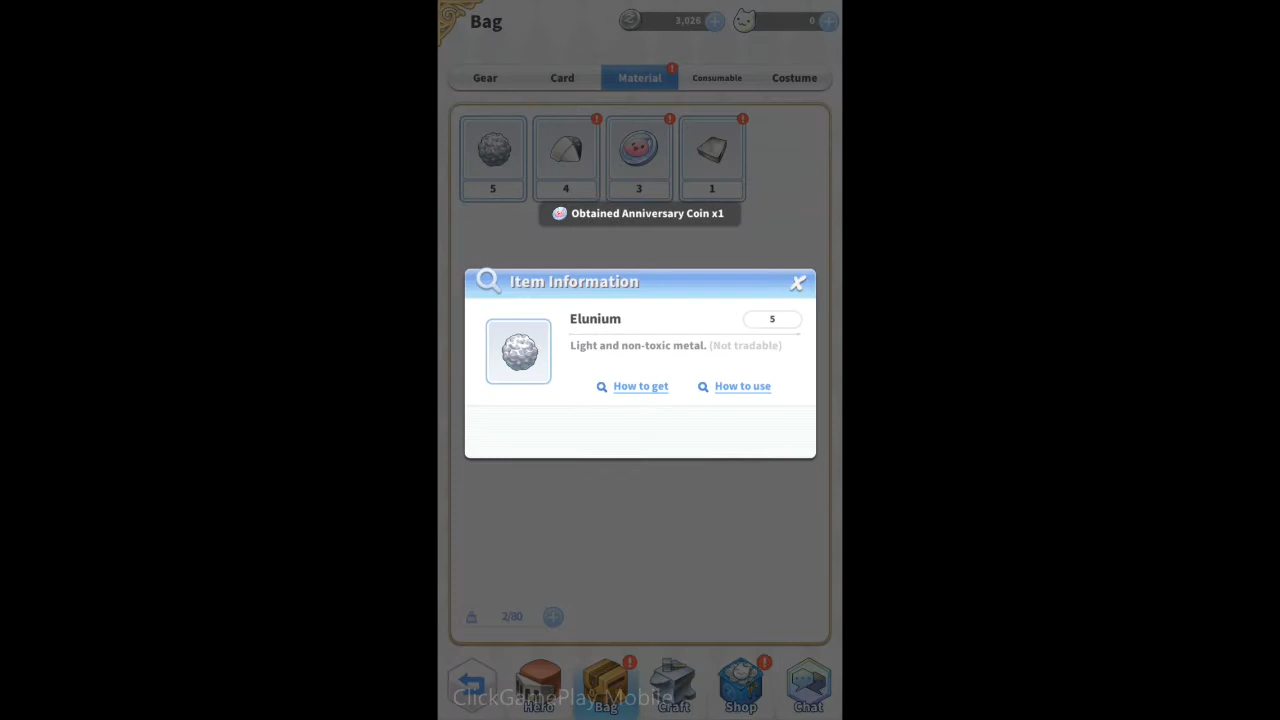 Bag
3,026
0
Gear
Card
Material
Consumable
Costume
5
4
3
1
Obtained Anniversary Coin x1
Item Information
Elunium
5
Light and non-toxic metal. (Not tradable)
How to get
How to use
2/80
ClickGamePlay Mobile
Hero
Bag
Craft
Shop
Chat